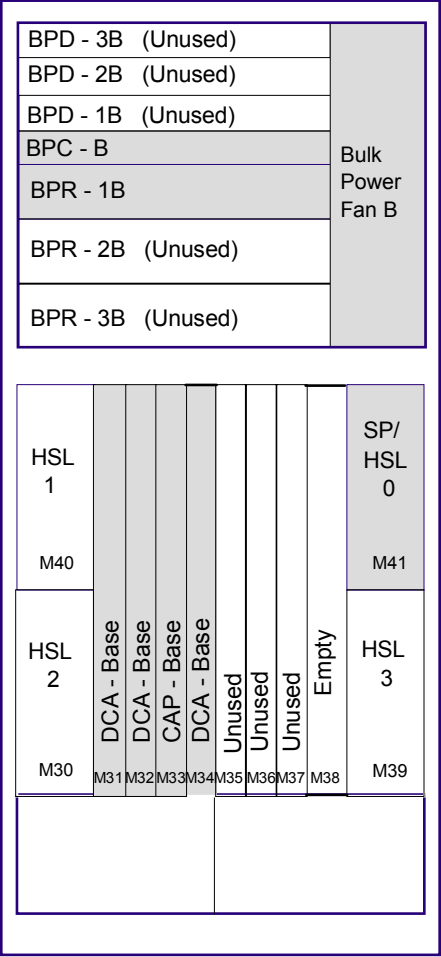 BPD - 3B (Unused)
BPD - 2B (Unused)
BPD - 1B (Unused)
BPC - B
BPR - 1B
BPR - 2B (Unused)
BPR - 3B (Unused)
Bulk
Power
Fan B
HSL
1
M40
HSL
2
M30
DCA - Base
M31
DCA - Base
M32
CAP - Base
M33
DCA - Base
M34
Unused
M35
Unused
M36
Unused
M37
Empty
M38
SP/
HSL
0
M41
HSL
3
M39